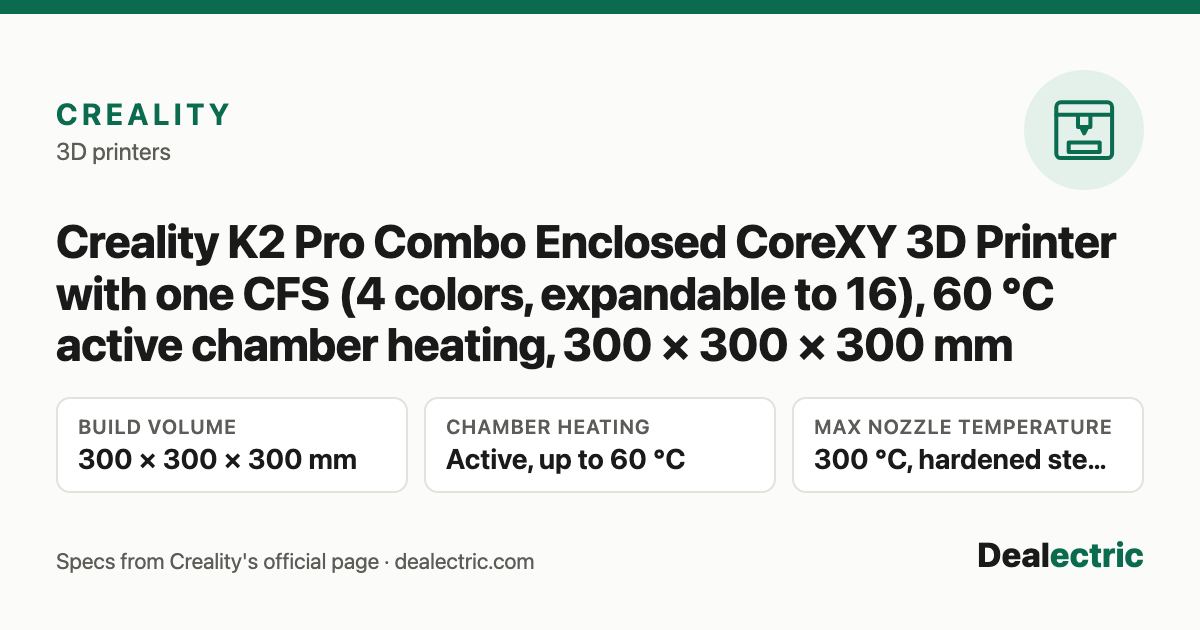 CREALITY
3D printers
Creality K2 Pro Combo Enclosed CoreXY 3D Printer
with one CFS (4 colors, expandable to 16), 60 °C
active chamber heating, 300 × 300 × 300 mm
BUILD VOLUME
300 × 300 × 300 mm
CHAMBER HEATING
Active, up to 60 °C
MAX NOZZLE TEMPERATURE
300 °C, hardened ste...
Specs from Creality's official page · dealectric.com
Dealectric